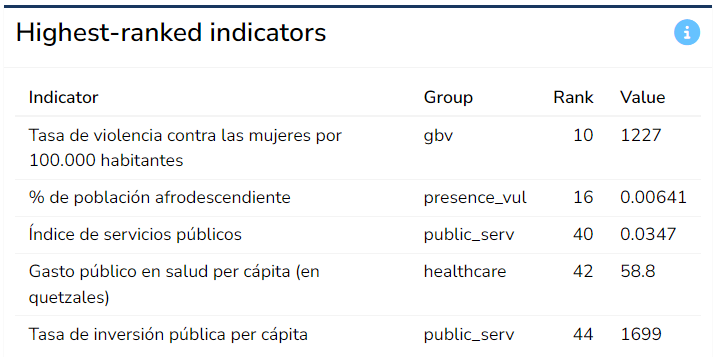 Highest-ranked indicators
i
Indicator Group Rank Value
Tasa de violencia contra las mujeres por gbv 10 1227
100.000 habitantes
% de población afrodescendiente presence_vul 16 0.00641
Índice de servicios públicos public_serv 40 0.0347
Gasto público en salud per cápita (en healthcare 42 58.8
quetzales)
Tasa de inversión pública per cápita public_serv 44 1699